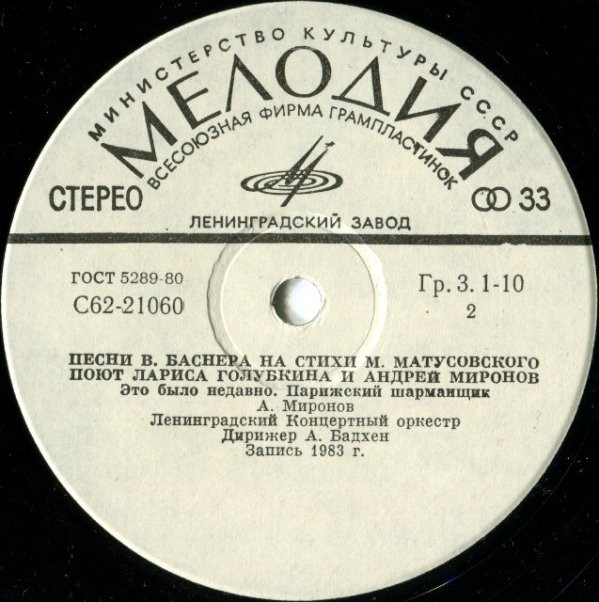 МИНИСТЕРСТВО КУЛЬТУРЫ СССР
МЕЛОДИЯ
ВСЕСОЮЗНАЯ ФИРМА ГРАМПЛАСТИНОК
СТЕРЕО
33
ЛЕНИНГРАДСКИЙ ЗАВОД
ГОСТ 5289-80
Гр. 3. 1-10
С62-21060
2
ПЕСНИ В. БАСНЕРА НА СТИХИ М. МАТУСОВСКОГО
ПОЮТ ЛАРИСА ГОЛУБКИНА И АНДРЕЙ МИРОНОВ
Это было недавно. Парижский шарманщик
А. Миронов
Ленинградский Концертный оркестр
Дирижер А. Бадхен
Запись 1983 г.